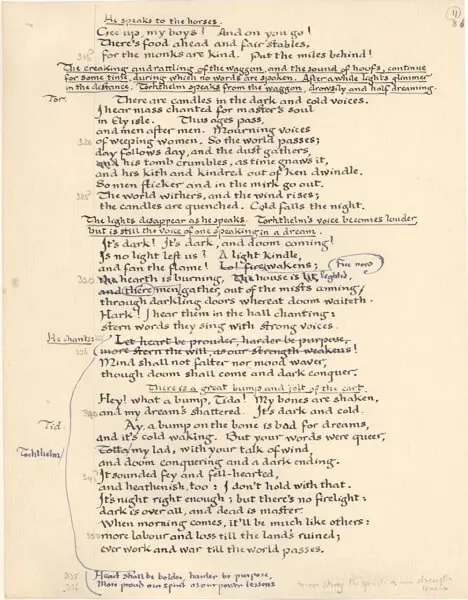 11
86
He speaks to the horses.
Gee up, my boys! And on you go!
There's food ahead and fair stables,
315 for the monks are kind. Put the miles behind!
The creaking and rattling of the waggon, and the sound of hoofs, continue
for some time, during which no words are spoken. After a while lights glimmer
in the distance. Torhthelm speaks from the waggon, drowsily and half dreaming.
Tor. There are candles in the dark and cold voices.
I hear mass chanted for master's soul
in Ely isle. Thus ages pass,
and men after men. Mourning voices
320 of weeping women. So the world passes;
day follows day, and the dust gathers,
and his tomb crumbles, as time gnaws it,
and his kith and kindred out of ken dwindle.
So men flicker and in the mirk go out.
325 The world withers, and the wind rises;
the candles are quenched. Cold falls the night.
The lights disappear as he speaks. Torhthelm's voice becomes louder,
but is still the voice of one speaking in a dream.
It's dark! It's dark, and doom coming!
Is no light left us? A light kindle,
and fan the flame! Lo! fire wakens; fire now
330 the hearth is burning, The house is lit, lighted,
and there men gather, out of the mists coming
through darkling doors whereat doom waiteth.
Hark! I hear them in the hall chanting:
stern words they sing with strong voices.
He chants: 335 Let heart be prouder, harder be purpose,
336 more stern the will, as our strength weakens!
Mind shall not falter nor mood waver,
though doom shall come and dark conquer.
There is a great bump and jolt of the cart.
Hey! what a bump, Tida! My bones are shaken,
340 and my dreams shattered. It's dark and cold.
Tid. Ay, a bump on the bone is bad for dreams,
and it's cold waking. But your words were queer,
Torhthelm Totta my lad, with your talk of wind
and doom conquering and a dark ending.
345 It sounded fey and fell-hearted,
and heathenish, too: I don't hold with that.
It's night right enough; but there's no firelight:
dark is over all, and dead is master.
When morning comes, it'll be much like others:
350 more labour and loss till the lands ruined;
ever work and war till the world passes.
335 Heart shall be bolder, harder be purpose,
336 More proud our spirit as our power lessens